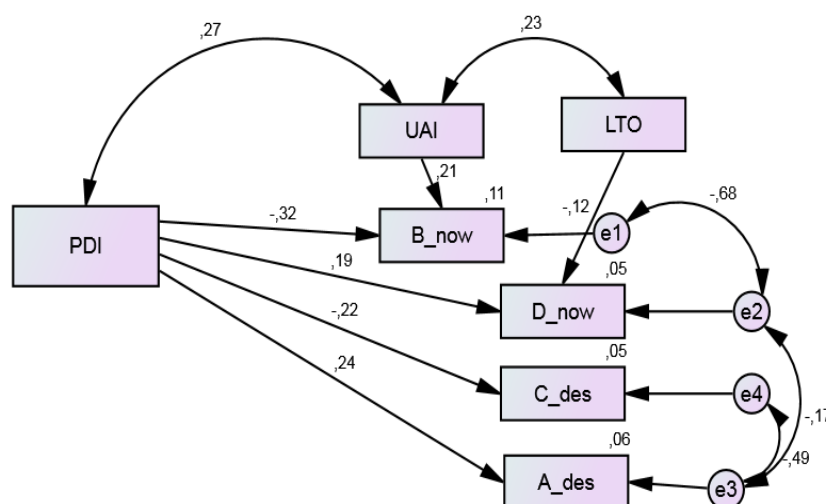 ,27
,23
UAI
LTO
,21
,11
-,12
-,68
PDI
-,32
B_now
e1
,19
,05
D_now
e2
-,22
,05
C_des
e4
,24
-,17
,06
-,49
A_des
e3